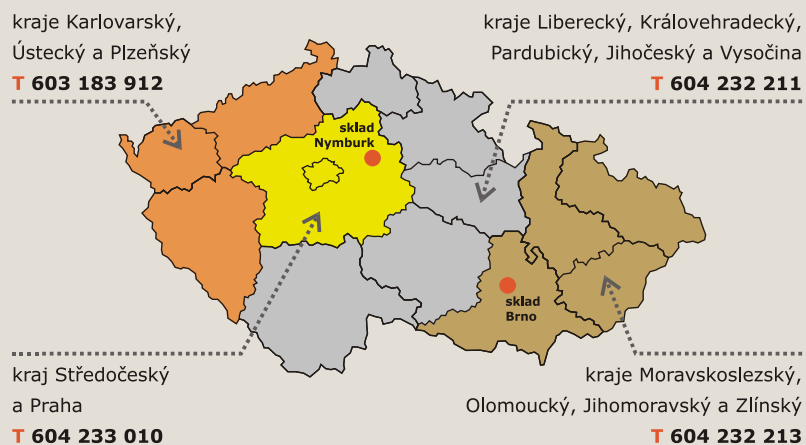 kraje Karlovarský,
Ústecký a Plzeňský
T 603 183 912
kraje Liberecký, Královehradecký,
Pardubický, Jihočeský a Vysočina
T 604 232 211
sklad
Nymburk
sklad
Brno
kraj Středočeský
a Praha
T 604 233 010
kraje Moravskoslezský,
Olomoucký, Jihomoravský a Zlínský
T 604 232 213